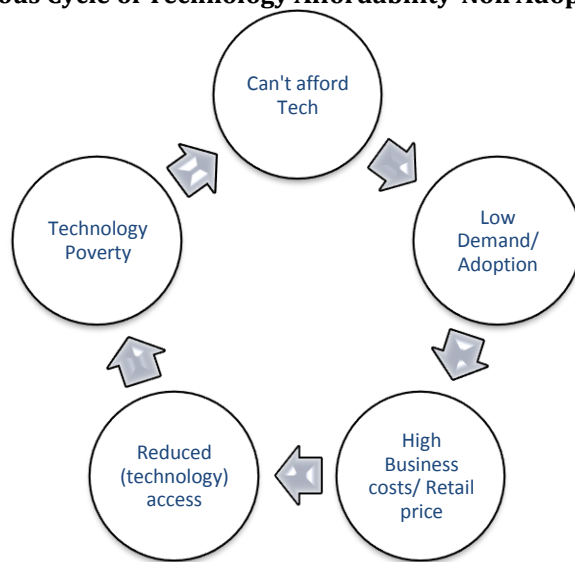 ous Cycle of Technology Affordability-Non Adop
Can't afford
Tech
Low
Demand/
Adoption
High
Business
costs/ Retail
price
Reduced
(technology)
access
Technology
Poverty